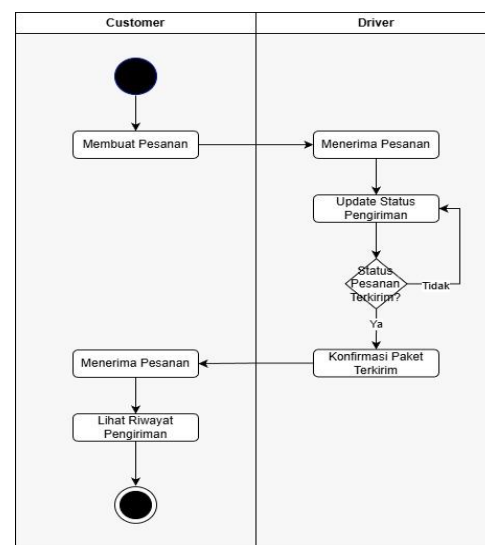 Customer
Driver
Membuat Pesanan
Menerima Pesanan
Update Status
Pengiriman
Status
Pesanan
Terkirim?
Tidak
Ya
Konfirmasi Paket
Terkirim
Menerima Pesanan
Lihat Riwayat
Pengiriman